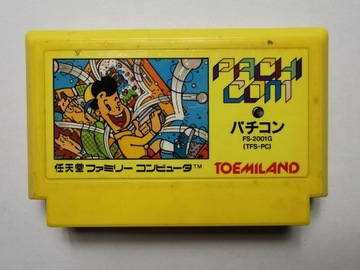 PACHI
COM
パチコン
FS-2001G
(TFS-PC)
任天堂 ファミリー コンピュータ™
TOEMILAND